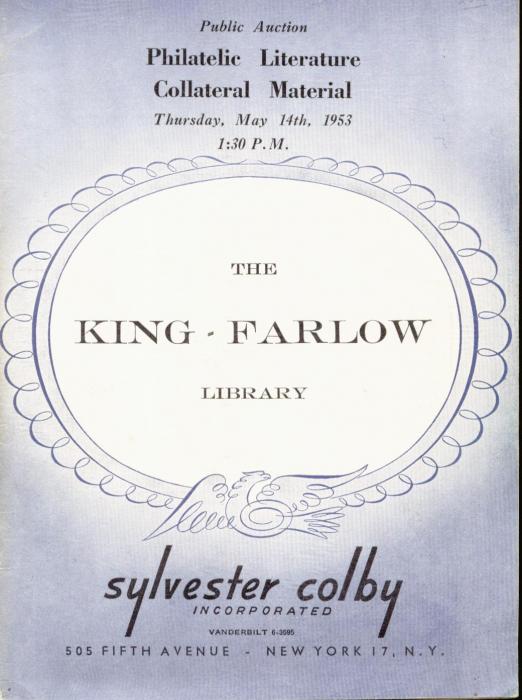 Public Auction
Philatelic Literature
Collateral Material
Thursday, May 14th, 1953
1:30 P.M.
THE
KING - FARLOW
LIBRARY
sylvester colby
INCORPORATED
VANDERBILT 6-3595
505 FIFTH AVENUE - NEW YORK 17, N.Y.